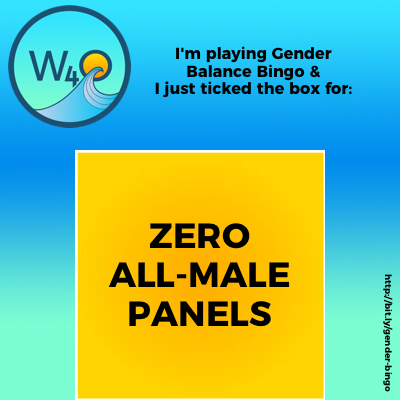 W4O
I'm playing Gender
Balance Bingo &
I just ticked the box for:
ZERO
ALL-MALE
PANELS
http://bit.ly/gender-bingo